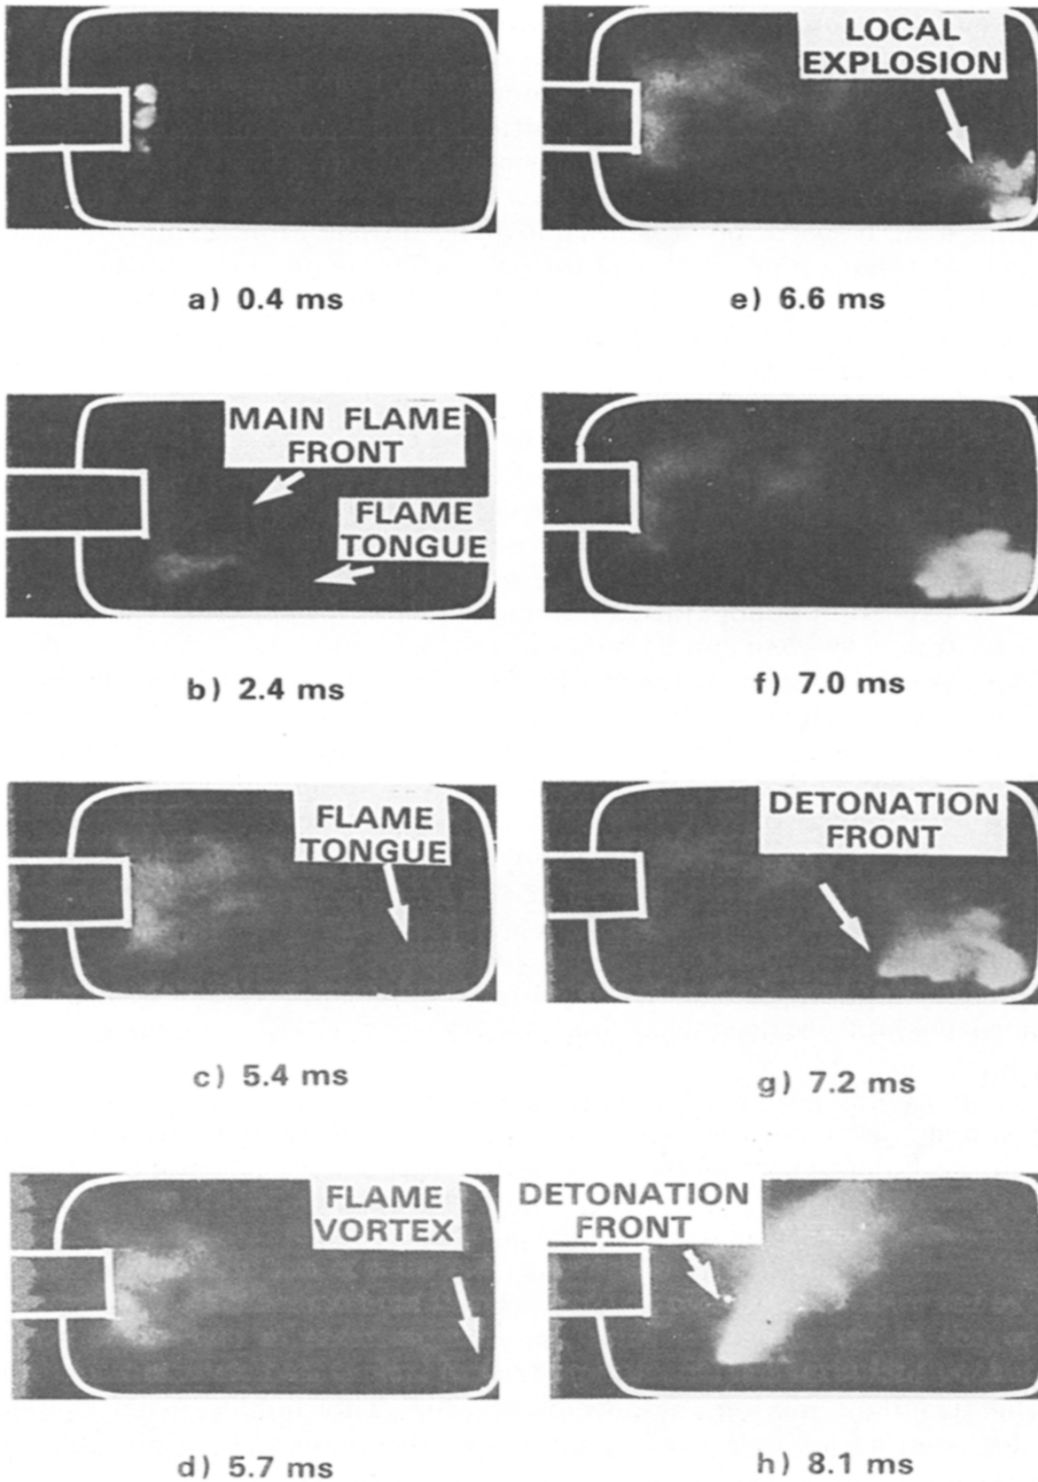 a) 0.4 ms
MAIN FLAME
FRONT
FLAME
TONGUE
b) 2.4 ms
FLAME
TONGUE
c) 5.4 ms
FLAME
VORTEX
d) 5.7 ms
LOCAL
EXPLOSION
e) 6.6 ms
f) 7.0 ms
DETONATION
FRONT
g) 7.2 ms
DETONATION
FRONT
h) 8.1 ms